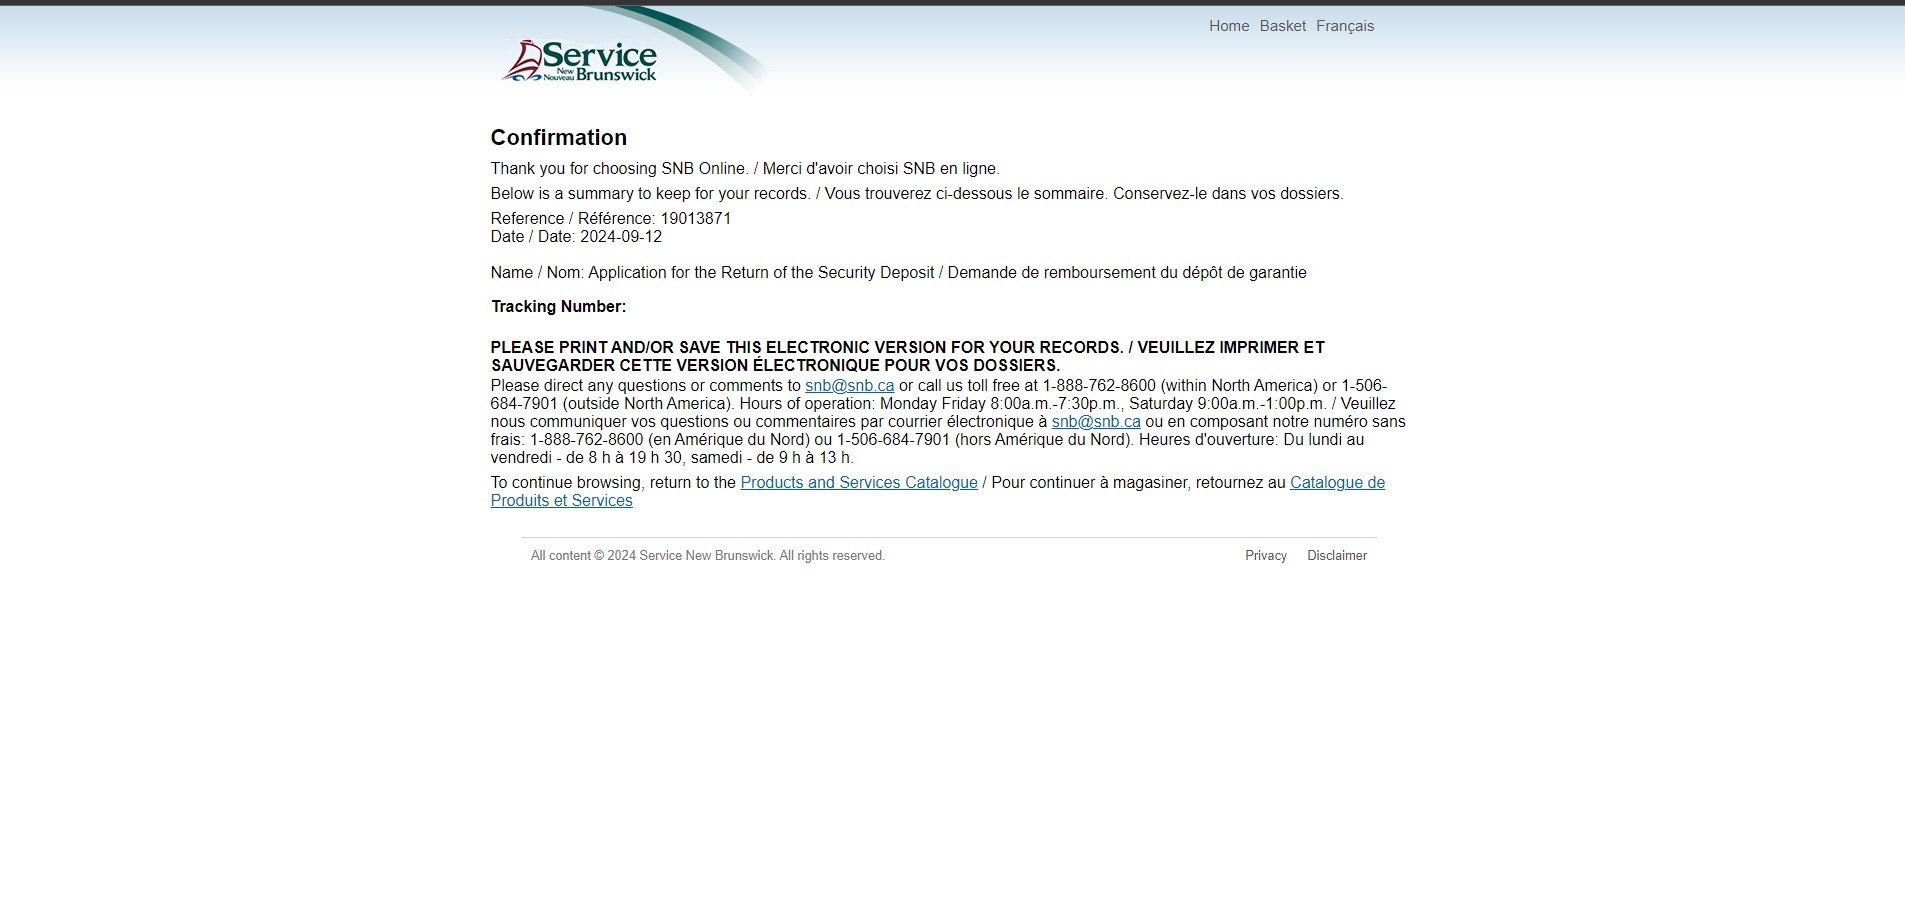 Home Basket Français
Service
New
Nouveau Brunswick
Confirmation
Thank you for choosing SNB Online. / Merci d'avoir choisi SNB en ligne.
Below is a summary to keep for your records. / Vous trouverez ci-dessous le sommaire. Conservez-le dans vos dossiers.
Reference / Référence: 19013871
Date / Date: 2024-09-12
Name / Nom: Application for the Return of the Security Deposit / Demande de remboursement du dépôt de garantie
Tracking Number:
PLEASE PRINT AND/OR SAVE THIS ELECTRONIC VERSION FOR YOUR RECORDS. / VEUILLEZ IMPRIMER ET
SAUVEGARDER CETTE VERSION ÉLECTRONIQUE POUR VOS DOSSIERS.
Please direct any questions or comments to snb@snb.ca or call us toll free at 1-888-762-8600 (within North America) or 1-506-
684-7901 (outside North America). Hours of operation: Monday Friday 8:00a.m.-7:30p.m., Saturday 9:00a.m.-1:00p.m. / Veuillez
nous communiquer vos questions ou commentaires par courrier électronique à snb@snb.ca ou en composant notre numéro sans
frais: 1-888-762-8600 (en Amérique du Nord) ou 1-506-684-7901 (hors Amérique du Nord). Heures d'ouverture: Du lundi au
vendredi - de 8 h à 19 h 30, samedi - de 9 h à 13 h.
To continue browsing, return to the Products and Services Catalogue / Pour continuer à magasiner, retournez au Catalogue de
Produits et Services
All content © 2024 Service New Brunswick. All rights reserved. Privacy Disclaimer